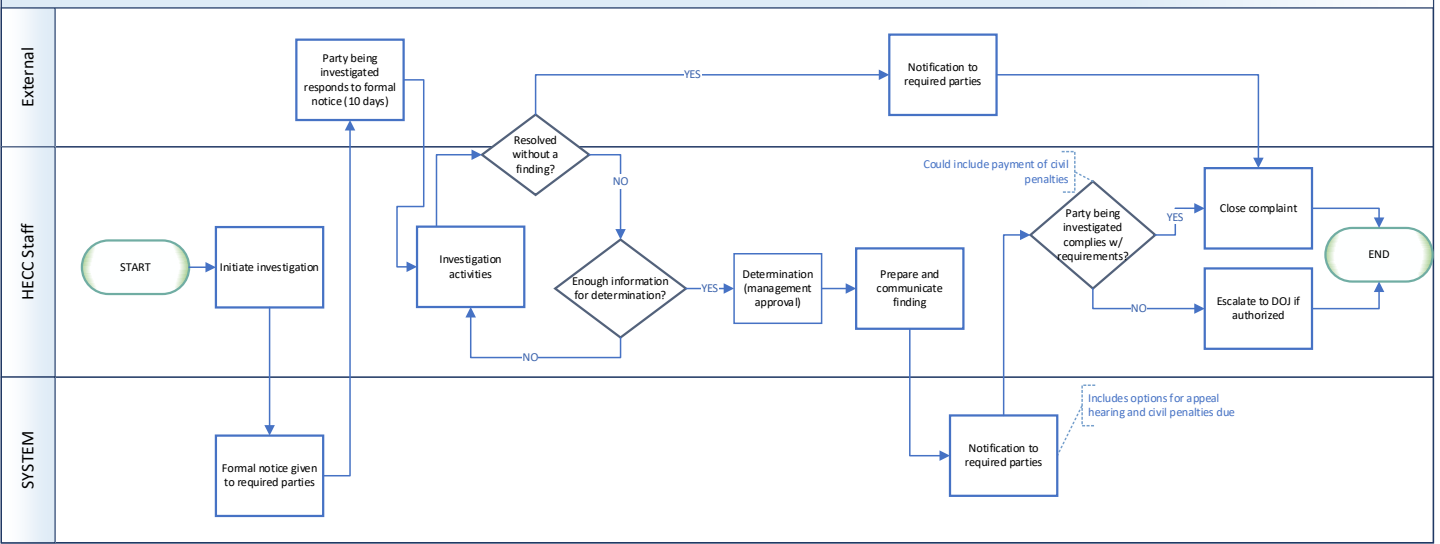 External
Party being
investigated
responds to formal
notice (10 days)
YES
Notification to
required parties
Resolved
without a
finding?
NO
HECC Staff
START
Initiate investigation
Investigation
activities
Enough information
for determination?
YES
NO
Determination
(management
approval)
Prepare and
communicate
finding
Could include payment of civil
penalties
Party being
investigated
complies w/
requirements?
YES
NO
Close complaint
Escalate to DOJ if
authorized
END
SYSTEM
Formal notice given
to required parties
Notification to
required parties
Includes options for appeal
hearing and civil penalties due